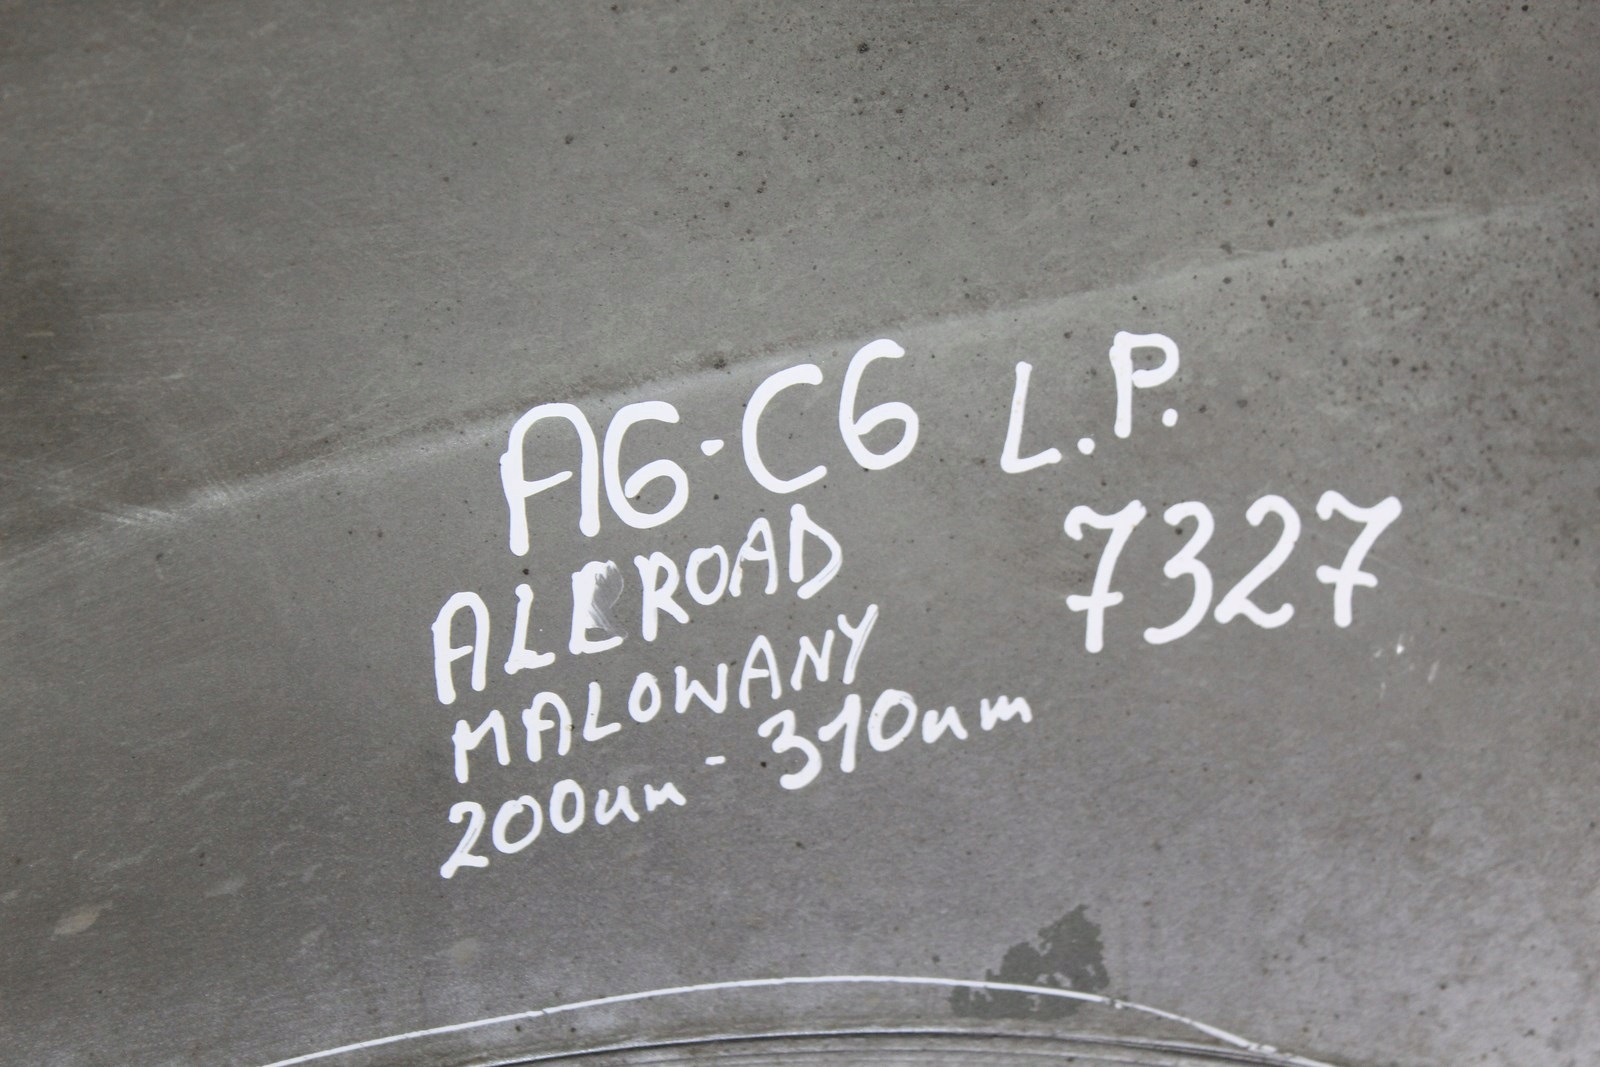 A6-C6 L.P.
ALLROAD 7327
MALOWANY
200um - 310um